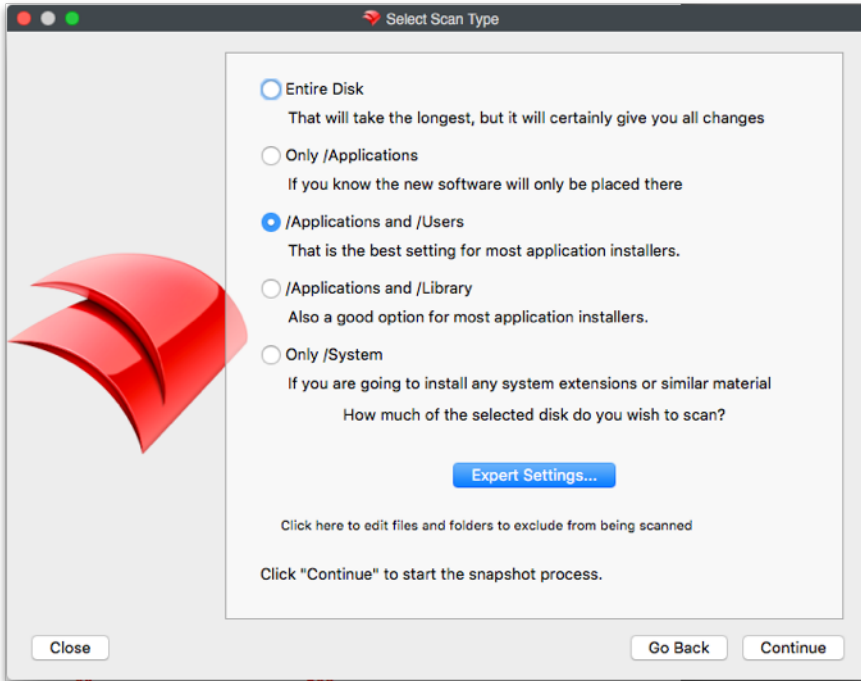 Select Scan Type
Entire Disk
That will take the longest, but it will certainly give you all changes
Only /Applications
If you know the new software will only be placed there
/Applications and /Users
That is the best setting for most application installers.
/Applications and /Library
Also a good option for most application installers.
Only /System
If you are going to install any system extensions or similar material
How much of the selected disk do you wish to scan?
Expert Settings...
Click here to edit files and folders to exclude from being scanned
Click "Continue" to start the snapshot process.
Close
Go Back
Continue